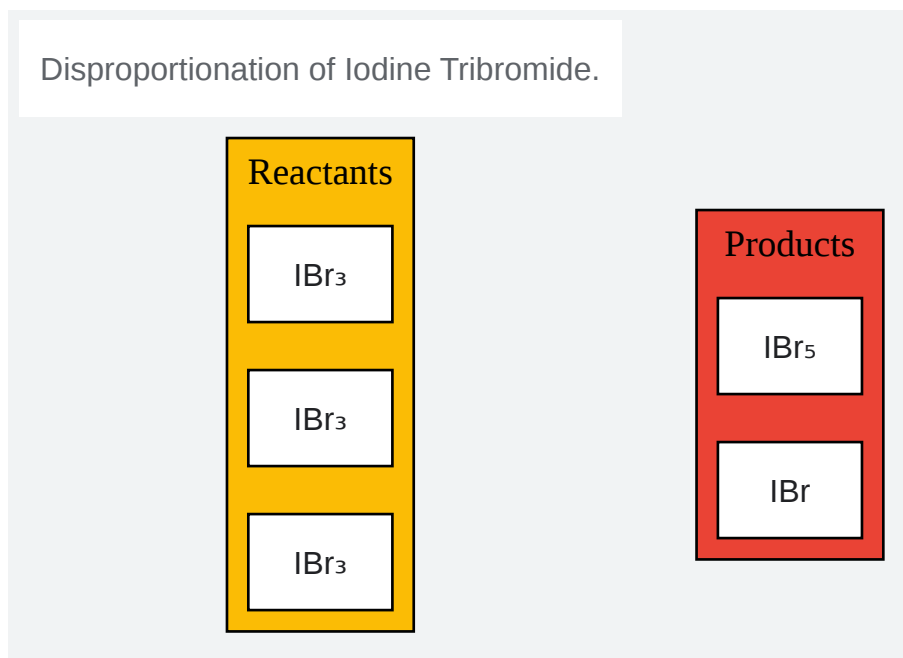 Disproportionation of Iodine Tribromide.
Reactants
IBr₃
IBr₃
IBr₃
Products
IBr₅
IBr